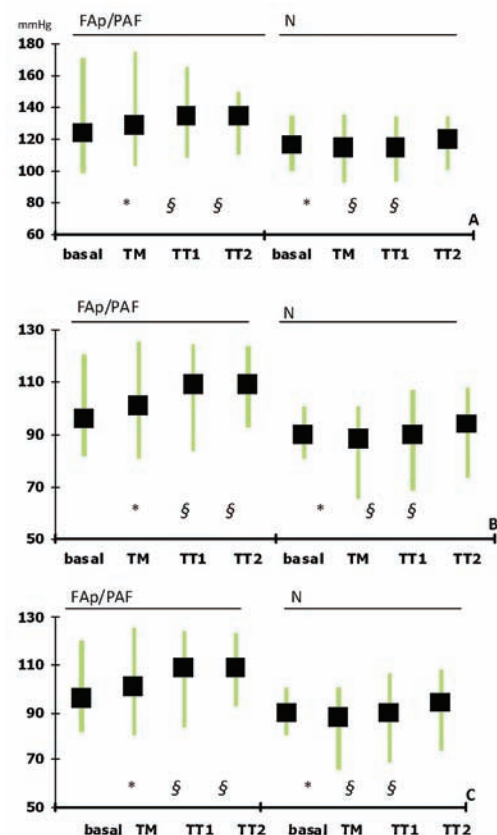 FAp/PAF N
mmHg
180
160
140
120
100
80
* § § * § §
60
A
basal TM TT1 TT2 basal TM TT1 TT2
FAp/PAF N
130
110
90
70
* § § * § §
50
B
basal TM TT1 TT2 basal TM TT1 TT2
FAp/PAF N
130
110
90
70
* § § * § §
50
C
basal TM TT1 TT2 basal TM TT1 TT2